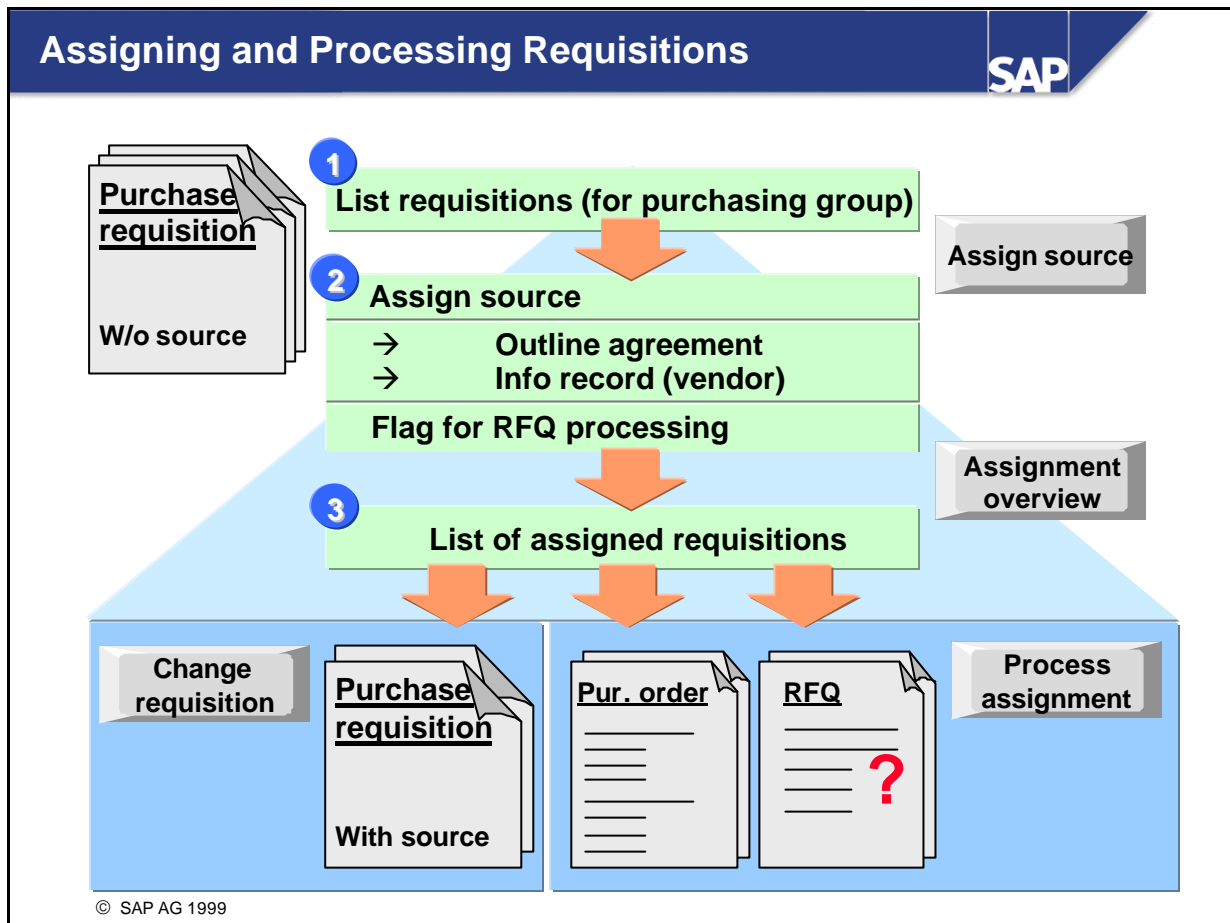 Assigning and Processing Requisitions
SAP
Purchase
requisition
W/o source
1
List requisitions (for purchasing group)
Assign source
2
Assign source
→ Outline agreement
→ Info record (vendor)
Flag for RFQ processing
Assignment
overview
3
List of assigned requisitions
Change
requisition
Purchase
requisition
With source
Pur. order
RFQ
?
Process
assignment
© SAP AG 1999